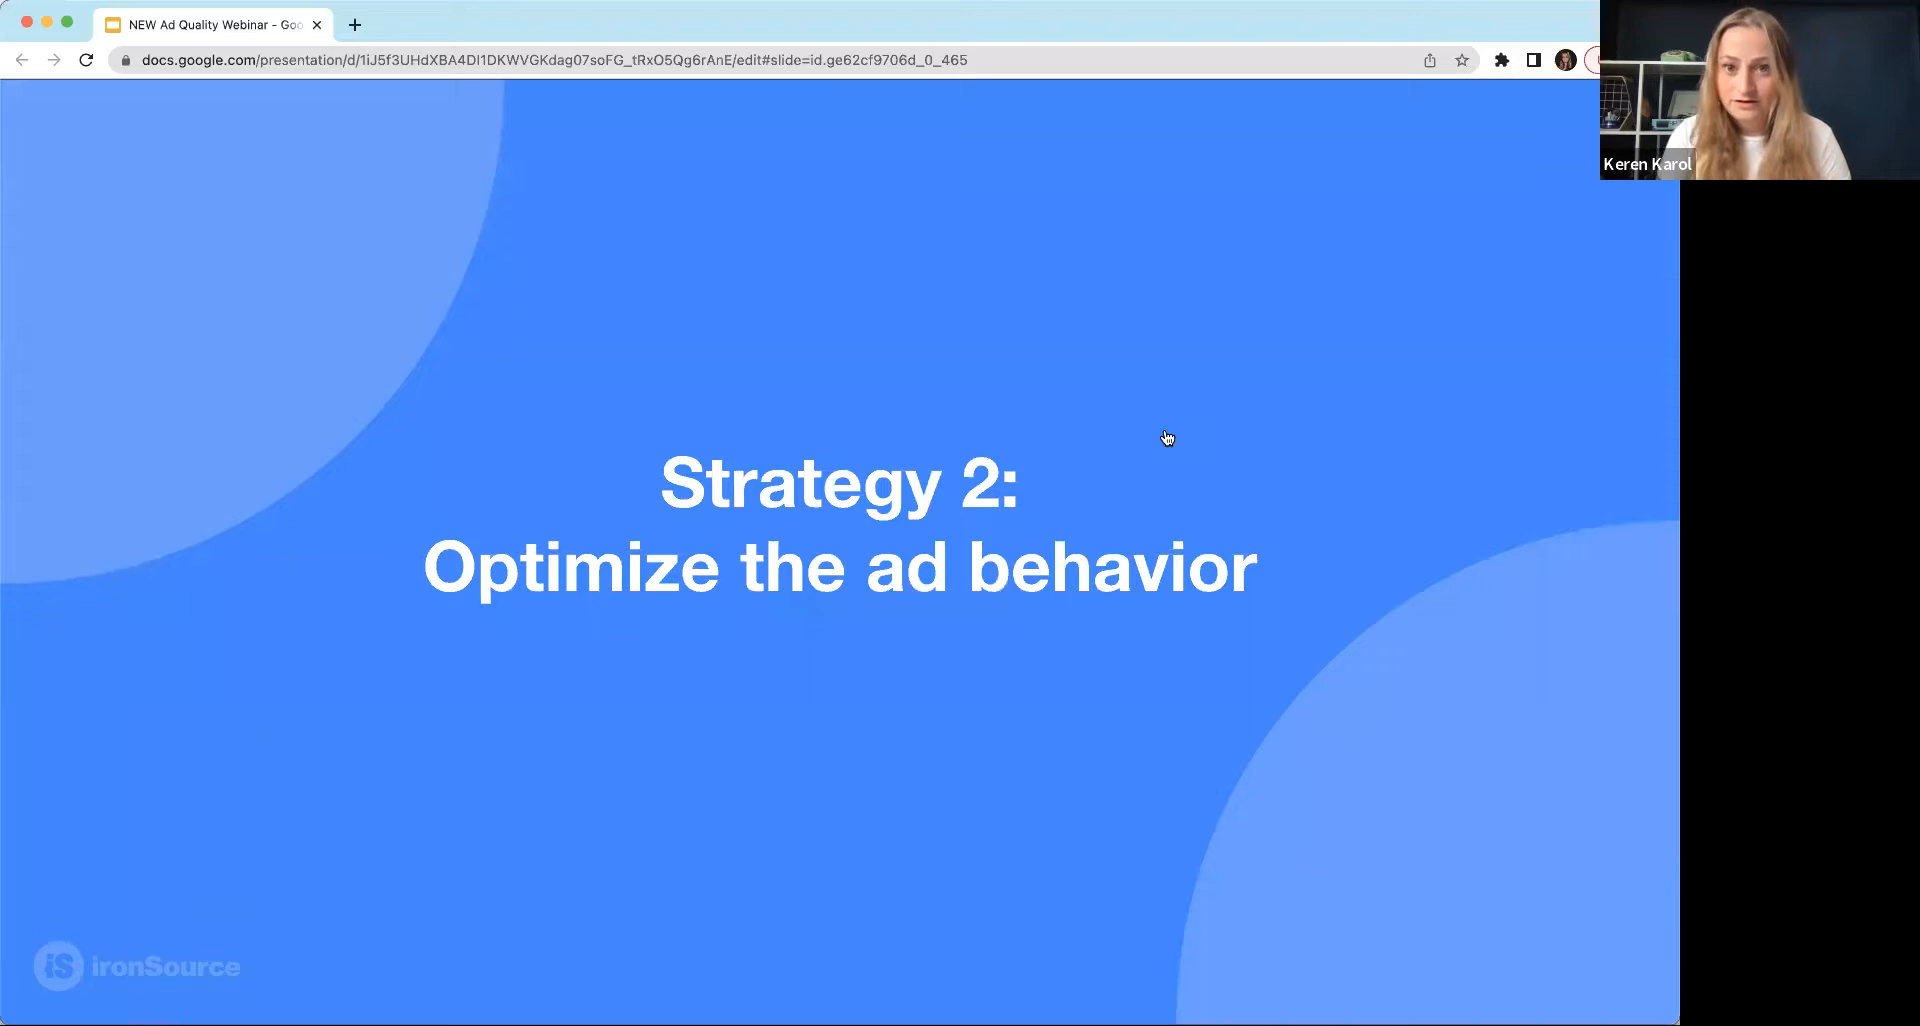 NEW Ad Quality Webinar - Goo
docs.google.com/presentation/d/1iJ5f3UHdXBA4DI1DKWVGKdag07soFG_tRxO5Qg6rAnE/edit#slide=id.ge62cf9706d_0_465
Keren Karol
Strategy 2:
Optimize the ad behavior
iS ironSource